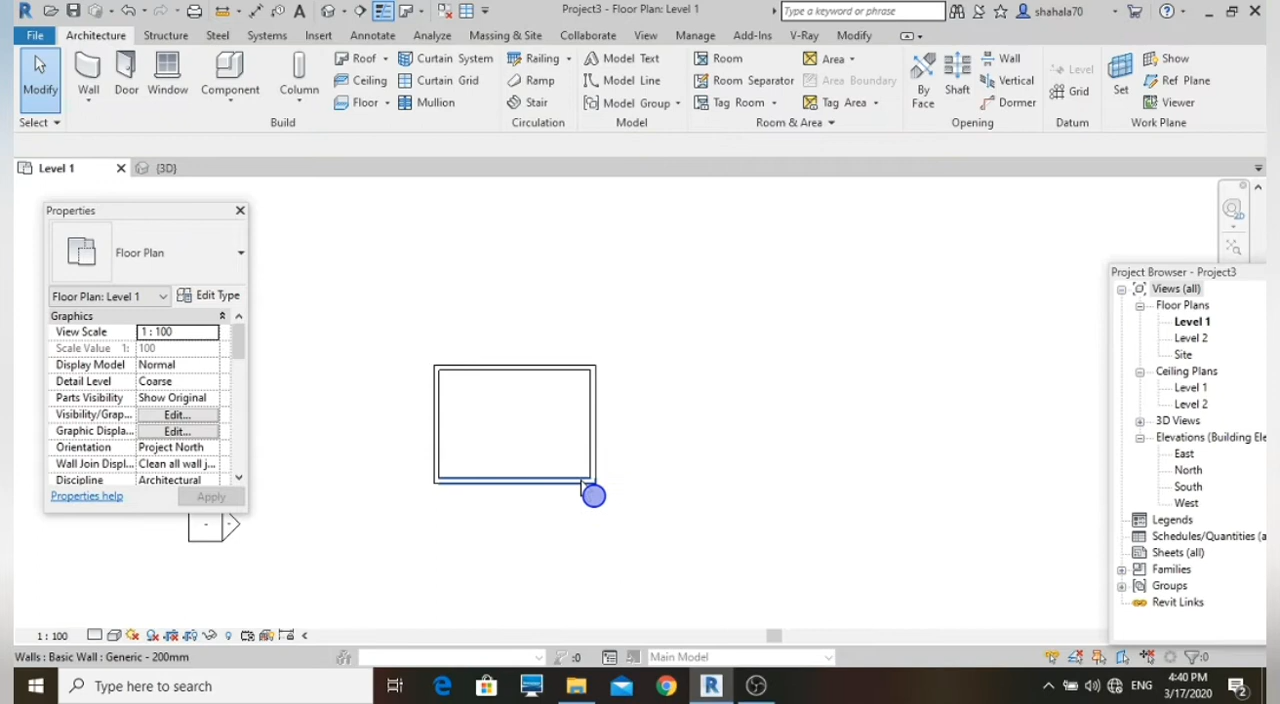 Project3 - Floor Plan: Level 1
Type a keyword or phrase
shahala70
File Architecture Structure Steel Systems Insert Annotate Analyze Massing & Site Collaborate View Manage Add-Ins V-Ray Modify
Modify Wall Door Window Component Column
Roof Curtain System
Ceiling Curtain Grid
Floor Mullion
Railing
Ramp
Stair
Model Text
Model Line
Model Group
Room
Room Separator
Tag Room
Area
Area Boundary
Tag Area
By Face
Shaft
Wall
Vertical
Dormer
Level
Grid
Set
Show
Ref Plane
Viewer
Select Build Circulation Model Room & Area Opening Datum Work Plane
Level 1 {3D}
Properties
Floor Plan
Floor Plan: Level 1 Edit Type
Graphics
View Scale 1 : 100
Scale Value 1: 100
Display Model Normal
Detail Level Coarse
Parts Visibility Show Original
Visibility/Grap... Edit...
Graphic Displa... Edit...
Orientation Project North
Wall Join Displ... Clean all wall j...
Discipline Architectural
Properties help Apply
2D
Project Browser - Project3
Views (all)
Floor Plans
Level 1
Level 2
Site
Ceiling Plans
Level 1
Level 2
3D Views
Elevations (Building Ele
East
North
South
West
Legends
Schedules/Quantities (a
Sheets (all)
Families
Groups
Revit Links
1 : 100
Walls : Basic Wall : Generic - 200mm :0 Main Model :0
Type here to search
ENG
4:40 PM
3/17/2020
2